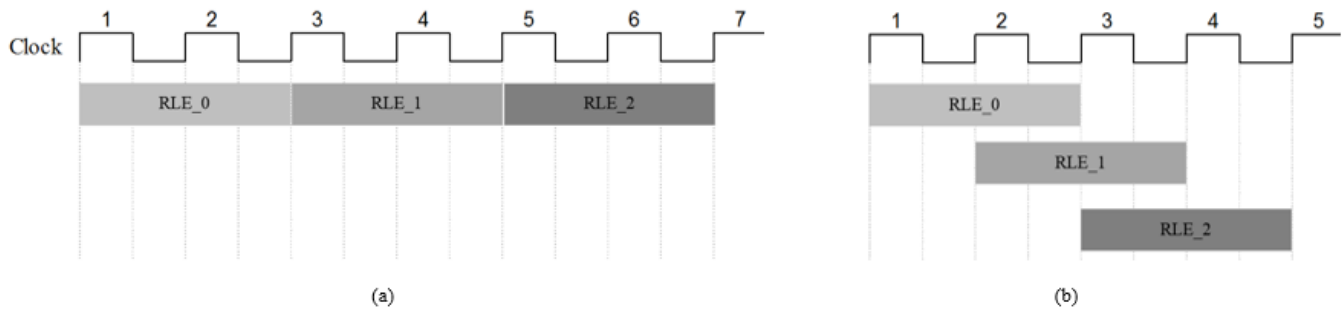 1 2 3 4 5 6 7
Clock
RLE_0 RLE_1 RLE_2
(a)
1 2 3 4 5
RLE_0
RLE_1
RLE_2
(b)